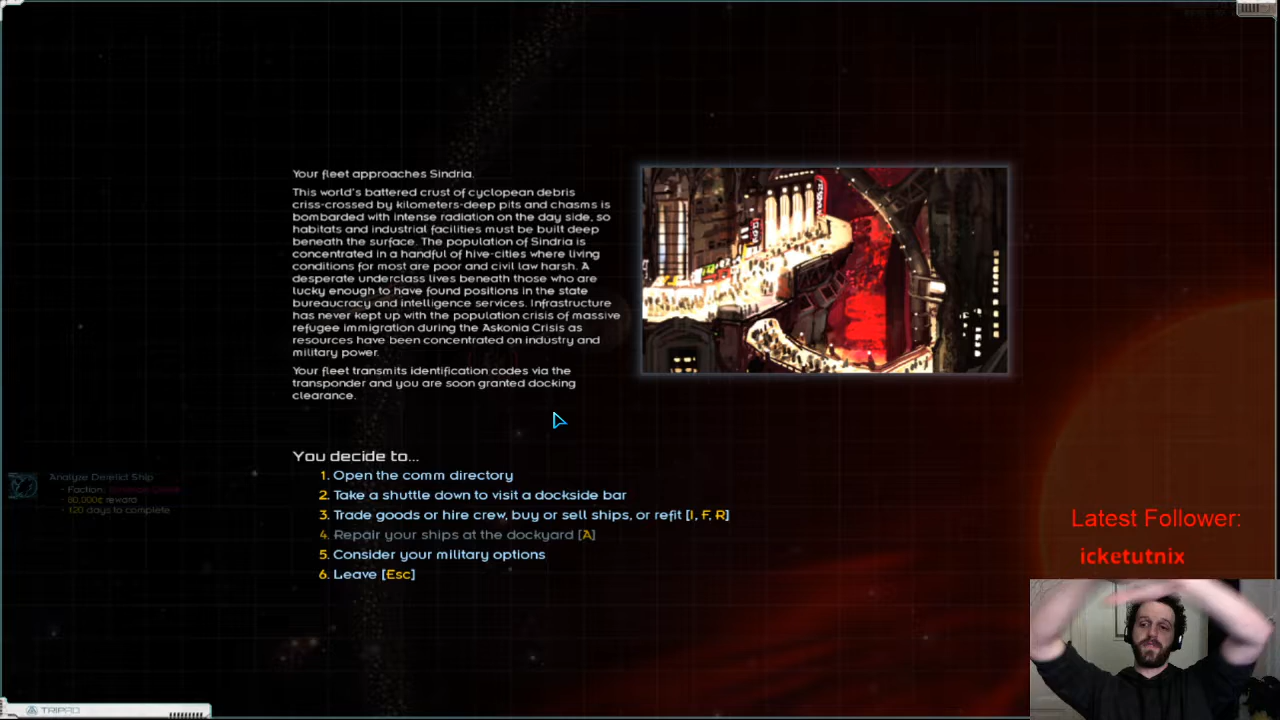 Your fleet approaches Sindria.
This world's battered crust of cyclopean debris
criss-crossed by kilometers-deep pits and chasms is
bombarded with intense radiation on the day side, so
habitats and industrial facilities must be built deep
beneath the surface. The population of Sindria is
concentrated in a handful of hive-cities where living
conditions for most are poor and civil law harsh. A
desperate underclass lives beneath those who are
lucky enough to have found positions in the state
bureaucracy and intelligence services. Infrastructure
has never kept up with the population crisis of massive
refugee immigration during the Askonia Crisis as
resources have been concentrated on industry and
military power.
Your fleet transmits identification codes via the
transponder and you are soon granted docking
clearance.
You decide to...
1. Open the comm directory
2. Take a shuttle down to visit a dockside bar
3. Trade goods or hire crew, buy or sell ships, or refit [I, F, R]
4. Repair your ships at the dockyard [A]
5. Consider your military options
6. Leave [Esc]
Analyze Derelict Ship
- Faction:
- 60,000¢ reward
- 120 days to complete
Latest Follower:
icketutnix
TRIPAD